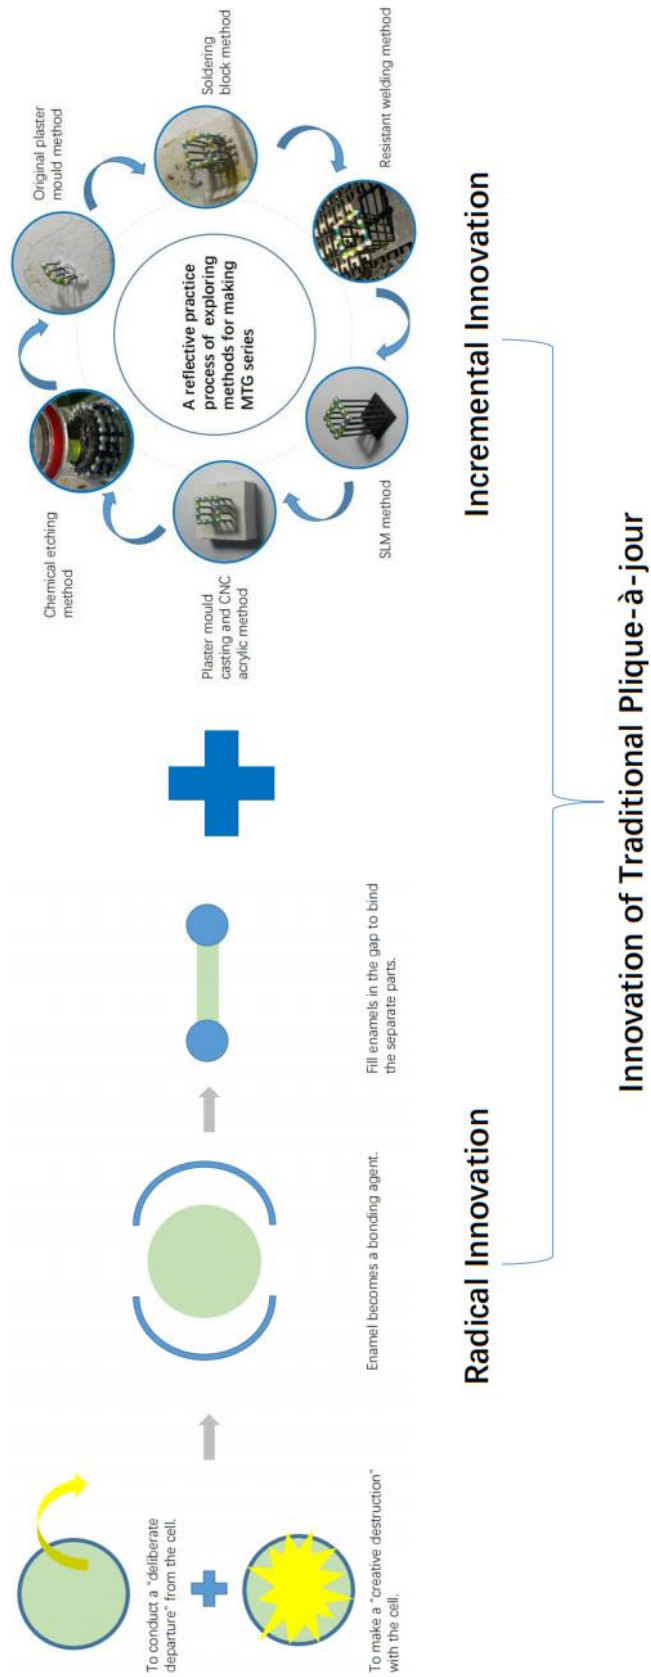 To conduct a "deliberate
departure" from the cell.
To make a "creative destruction"
with the cell.
Enamel becomes a bonding agent.
Fill enamels in the gap to bind
the separate parts.
Radical Innovation
Chemical etching
method
Original plaster
mould method
Soldering
block method
Resistant welding method
SLM method
Plaster mould
casting and CNC
acrylic method
A reflective practice
process of exploring
methods for making
MTG series
Incremental Innovation
Innovation of Traditional Plique-à-jour